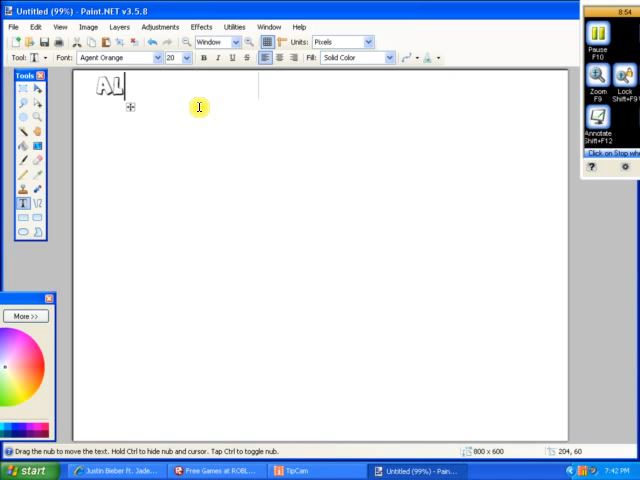 Untitled (99%) - Paint.NET v3.5.8
File Edit View Image Layers Adjustments Effects Utilities Window Help
Window Units: Pixels
Tool: T Font: Agent Orange 20 B I U S Fill: Solid Color
Tools
AL
8:54
Pause
F10
Zoom
F9
Lock
Shift+F9
Annotate
Shift+F12
Click on Stop whe
More >>
Drag the nub to move the text. Hold Ctrl to hide nub and cursor. Tap Ctrl to toggle nub.
800 x 600
204, 60
start
Justin Bieber ft. Jade...
Free Games at ROBL...
TipCam
Untitled (99%) - Pain...
7:42 PM